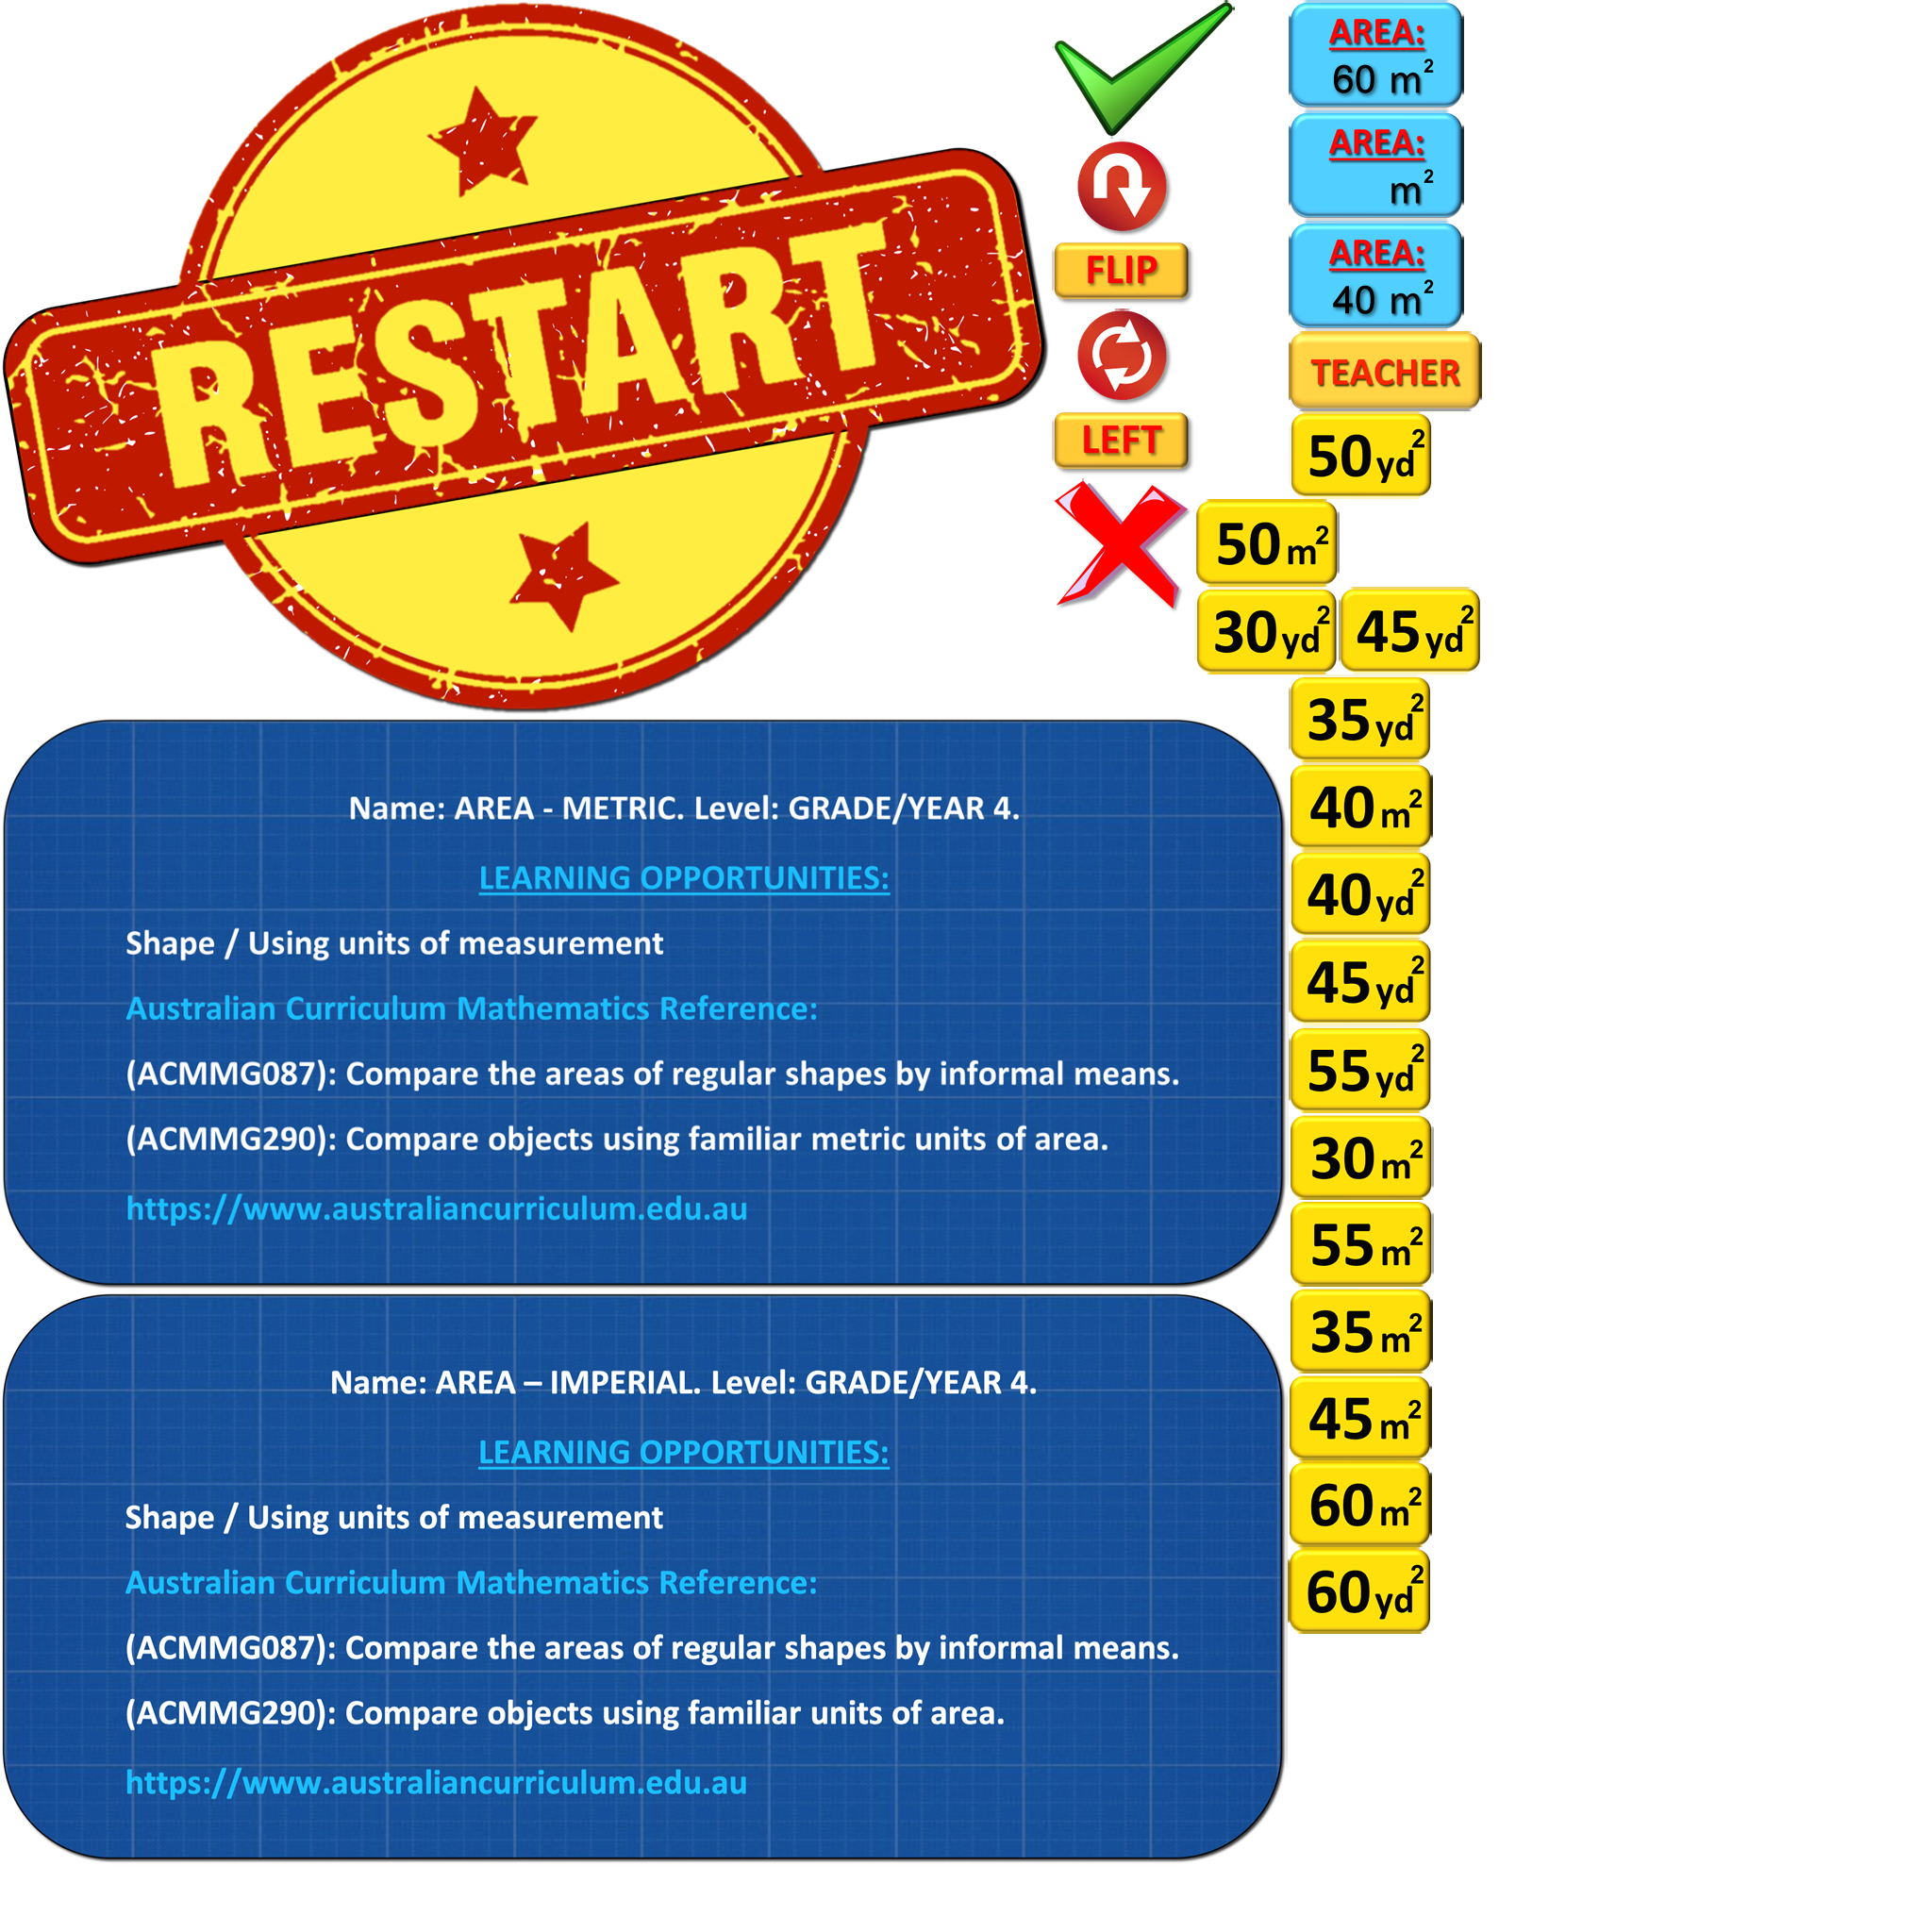 RESTART
FLIP
LEFT
AREA:
60 m²
AREA:
m²
AREA:
40 m²
TEACHER
50 yd²
50 m²
30 yd² 45 yd²
35 yd²
40 m²
40 yd²
45 yd²
55 yd²
30 m²
55 m²
35 m²
45 m²
60 m²
60 yd²
Name: AREA - METRIC. Level: GRADE/YEAR 4.
LEARNING OPPORTUNITIES:
Shape / Using units of measurement
Australian Curriculum Mathematics Reference:
(ACMMG087): Compare the areas of regular shapes by informal means.
(ACMMG290): Compare objects using familiar metric units of area.
https://www.australiancurriculum.edu.au
Name: AREA – IMPERIAL. Level: GRADE/YEAR 4.
LEARNING OPPORTUNITIES:
Shape / Using units of measurement
Australian Curriculum Mathematics Reference:
(ACMMG087): Compare the areas of regular shapes by informal means.
(ACMMG290): Compare objects using familiar units of area.
https://www.australiancurriculum.edu.au